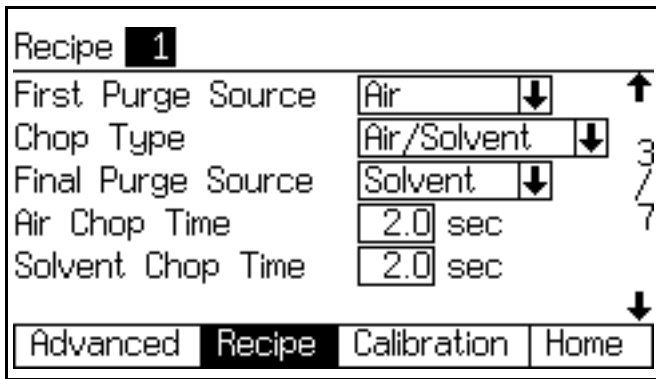 Recipe 1
First Purge Source Air
Chop Type Air/Solvent
Final Purge Source Solvent
Air Chop Time 2.0 sec
Solvent Chop Time 2.0 sec
3/7
Advanced Recipe Calibration Home